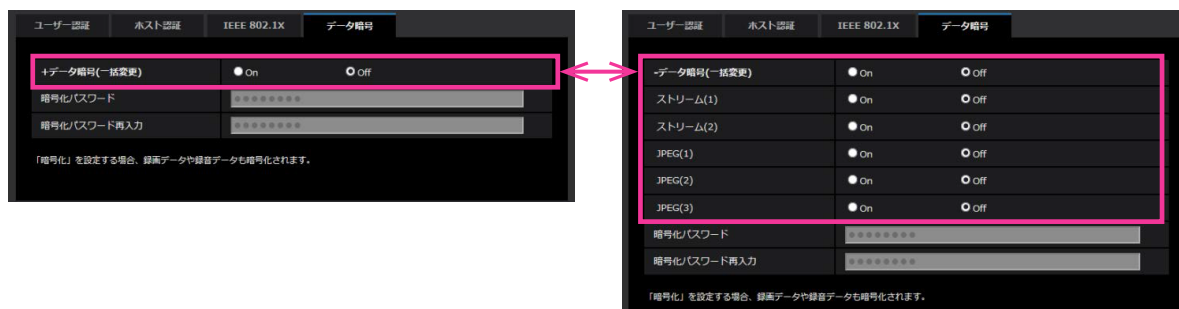 ユーザー認証 ホスト認証 IEEE 802.1X データ暗号
+データ暗号(一括変更) On Off
暗号化パスワード
暗号化パスワード再入力
「暗号化」を設定する場合、録画データや録音データも暗号化されます。
ユーザー認証 ホスト認証 IEEE 802.1X データ暗号
-データ暗号(一括変更) On Off
ストリーム(1) On Off
ストリーム(2) On Off
JPEG(1) On Off
JPEG(2) On Off
JPEG(3) On Off
暗号化パスワード
暗号化パスワード再入力
「暗号化」を設定する場合、録画データや録音データも暗号化されます。